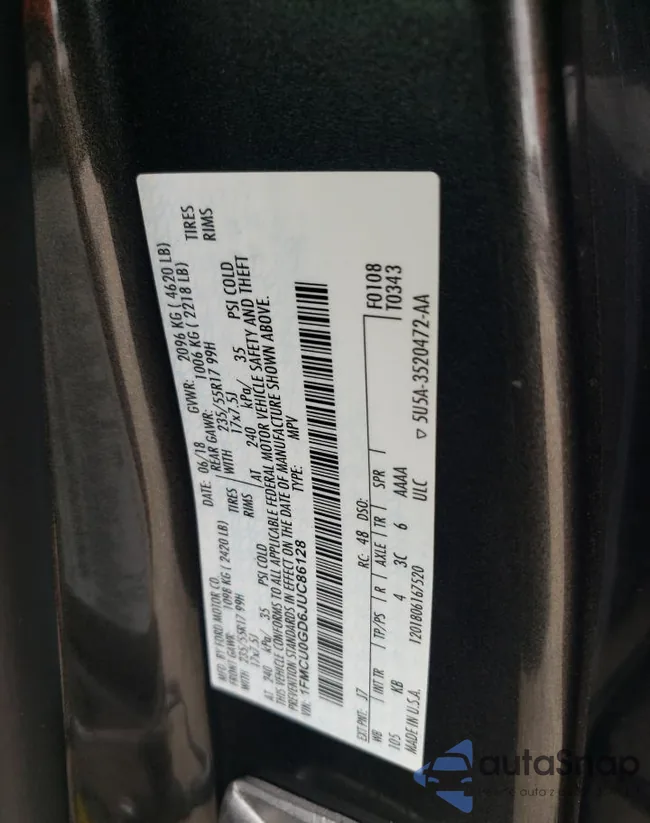 MFD. BY FORD MOTOR CO.
DATE: 06/18 GVWR: 2096 KG ( 4620 LB)
FRONT GAWR: 1098 KG ( 2420 LB) REAR GAWR: 1006 KG ( 2218 LB)
WITH 235/55R17 99H TIRES WITH 235/55R17 99H TIRES
17x7.5J RIMS 17x7.5J RIMS
AT 240 kPa/ 35 PSI COLD AT 240 kPa/ 35 PSI COLD
THIS VEHICLE CONFORMS TO ALL APPLICABLE FEDERAL MOTOR VEHICLE SAFETY AND THEFT
PREVENTION STANDARDS IN EFFECT ON THE DATE OF MANUFACTURE SHOWN ABOVE.
VIN: 1FMCU0GD6JUC86128 TYPE: MPV
F0108
T0343
EXT PNT: J7 RC: 48 DSO:
WB INT TR TP/PS R AXLE TR SPR
105 KB 4 3C 6 AAAA
MADE IN U.S.A. 1201806167520 ULC
5U5A-3520472-AA
autoSnap